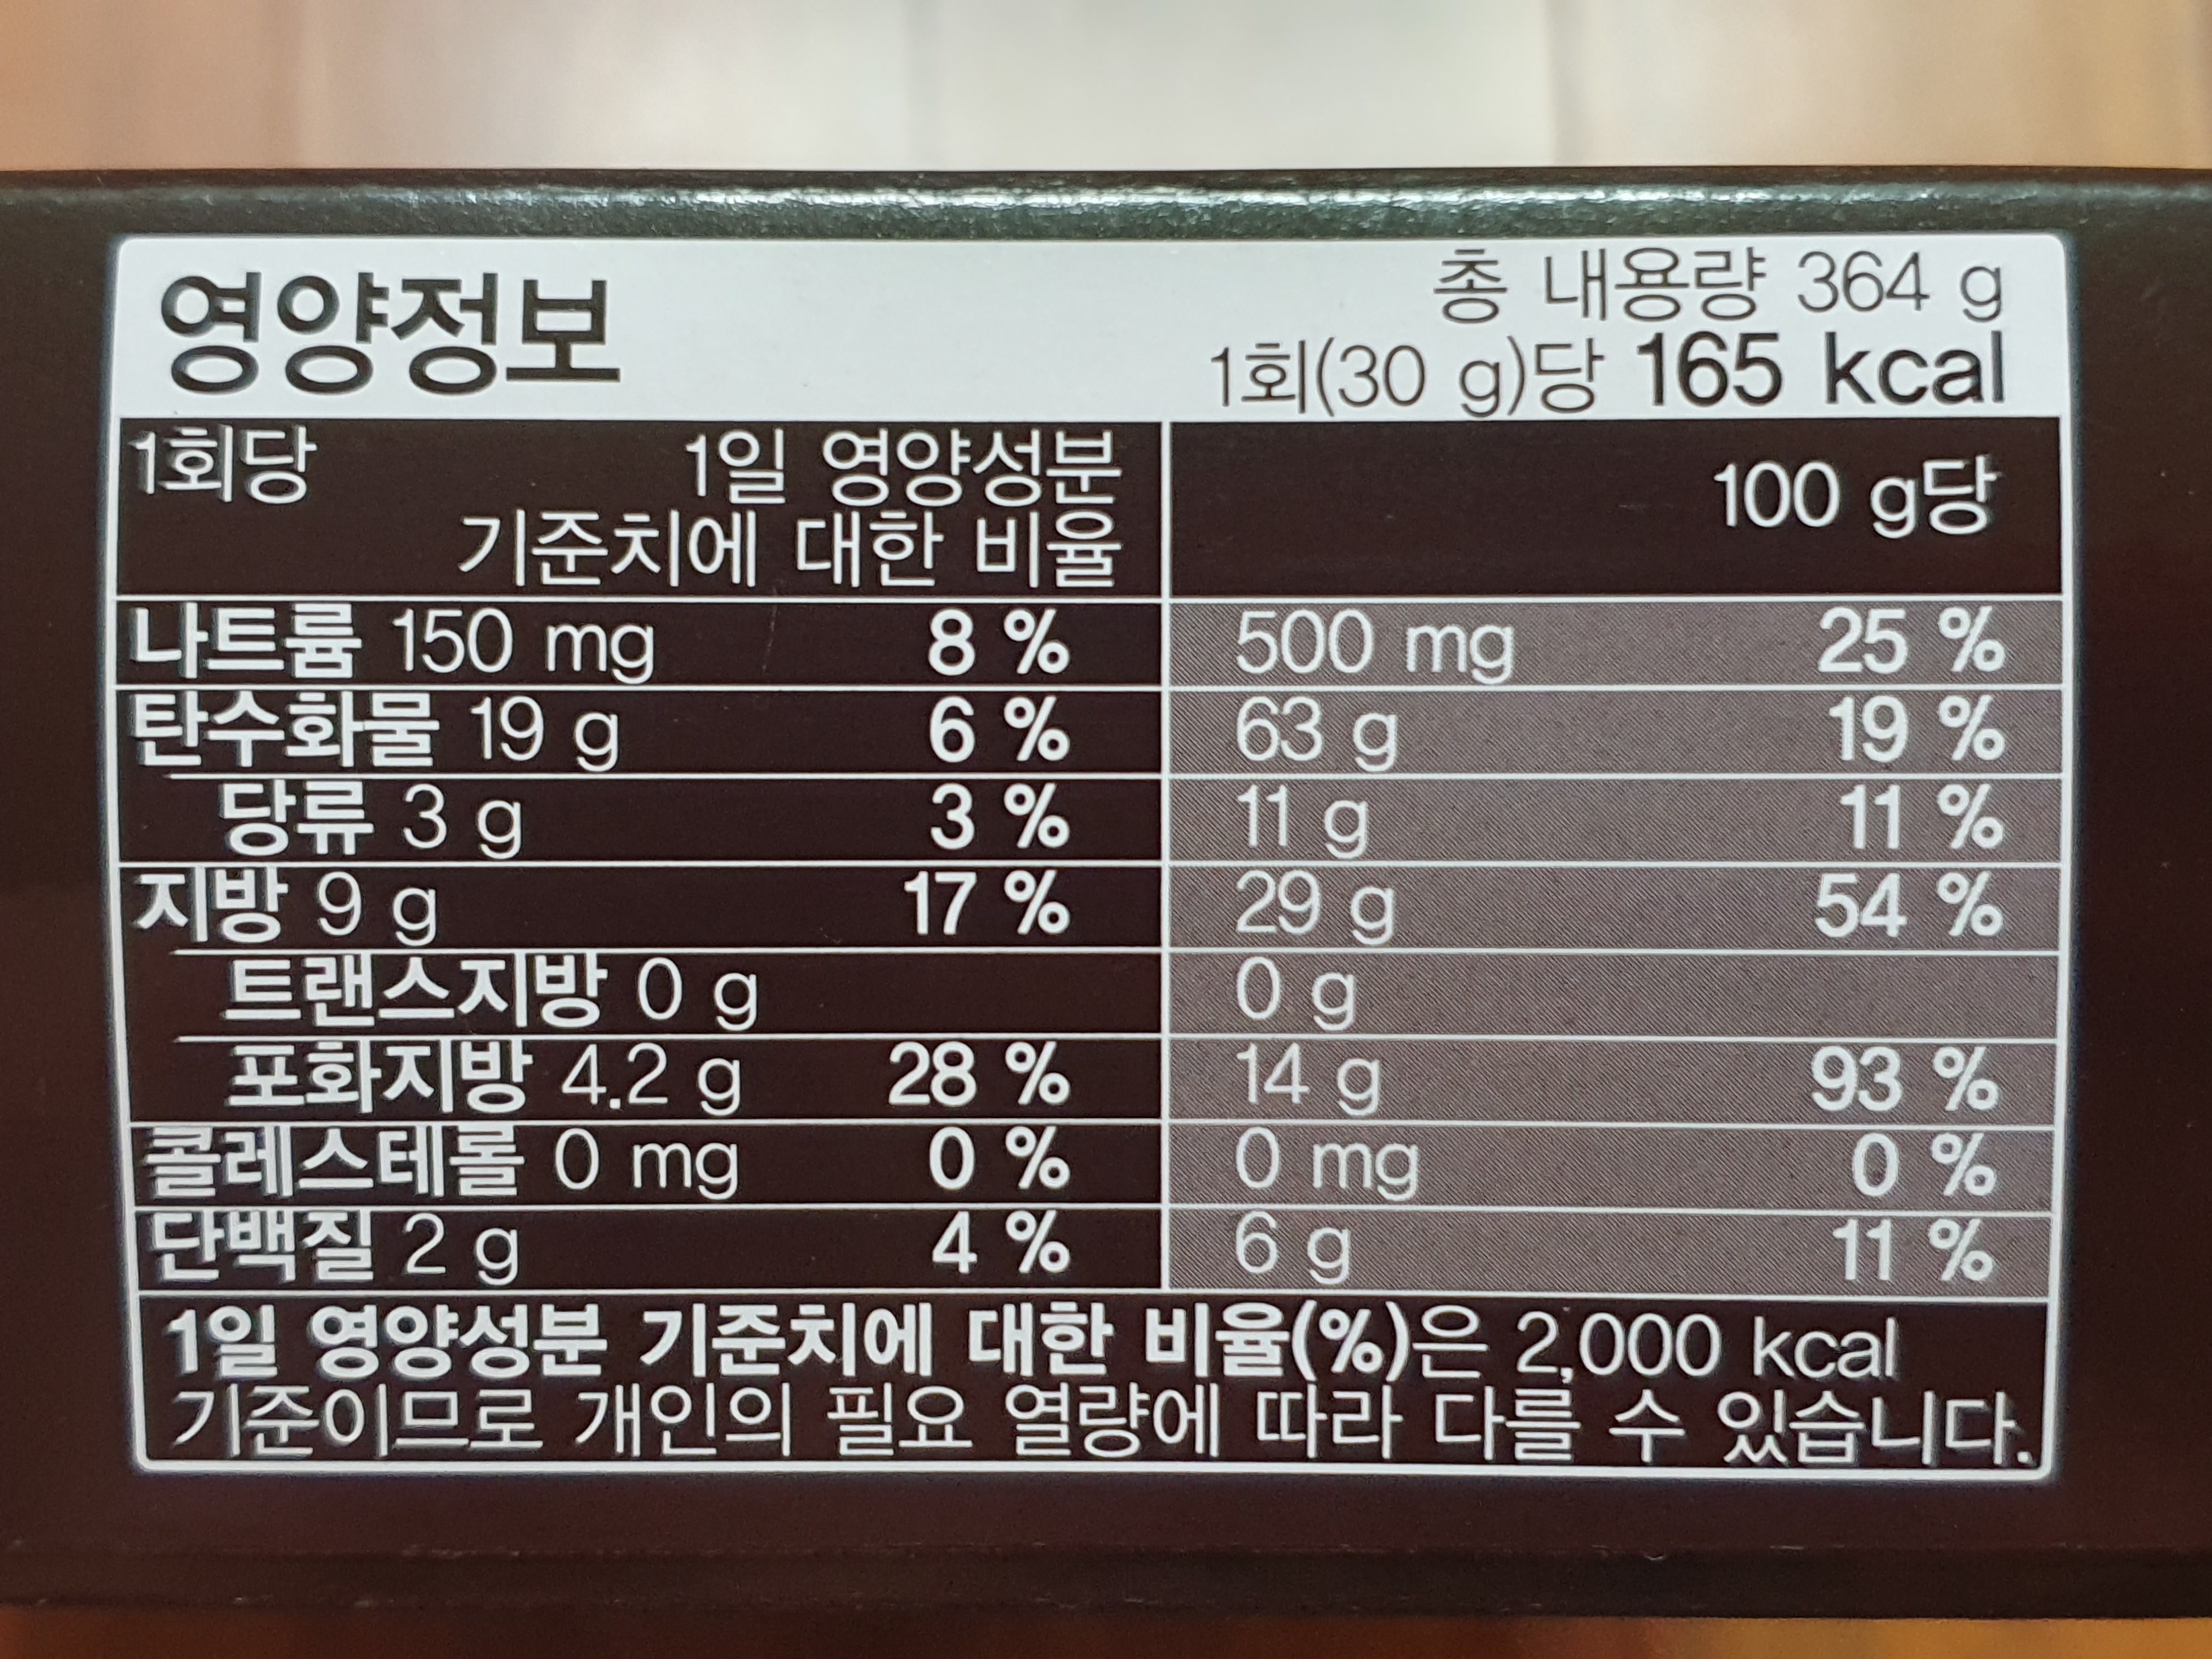 영양정보
총 내용량 364 g
1회(30 g)당 165 kcal
1회당 1일 영양성분
기준치에 대한 비율
100 g당
나트륨 150 mg 8 % 500 mg 25 %
탄수화물 19 g 6 % 63 g 19 %
당류 3 g 3 % 11 g 11 %
지방 9 g 17 % 29 g 54 %
트랜스지방 0 g 0 g
포화지방 4.2 g 28 % 14 g 93 %
콜레스테롤 0 mg 0 % 0 mg 0 %
단백질 2 g 4 % 6 g 11 %
1일 영양성분 기준치에 대한 비율(%)은 2,000 kcal
기준이므로 개인의 필요 열량에 따라 다를 수 있습니다.